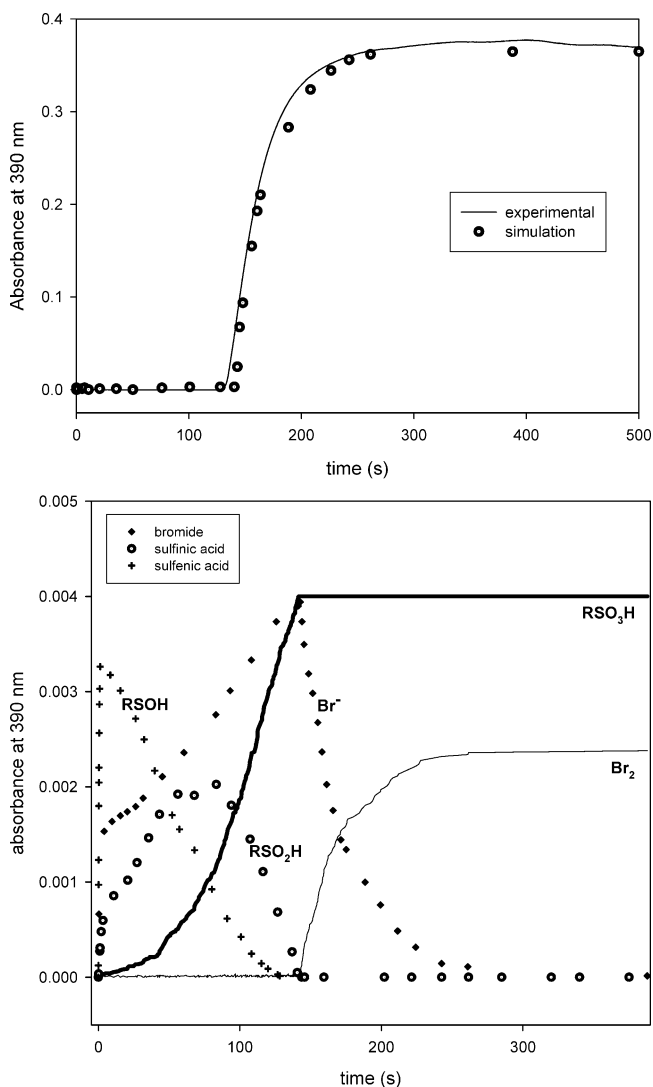 0.4
0.3
0.2
0.1
0.0
Absorbance at 390 nm
experimental
simulation
0 100 200 300 400 500
time (s)
0.005
0.004
0.003
0.002
0.001
0.000
absorbance at 390 nm
bromide
sulfinic acid
sulfenic acid
RSO3H
RSOH
Br-
Br2
RSO2H
0 100 200 300
time (s)